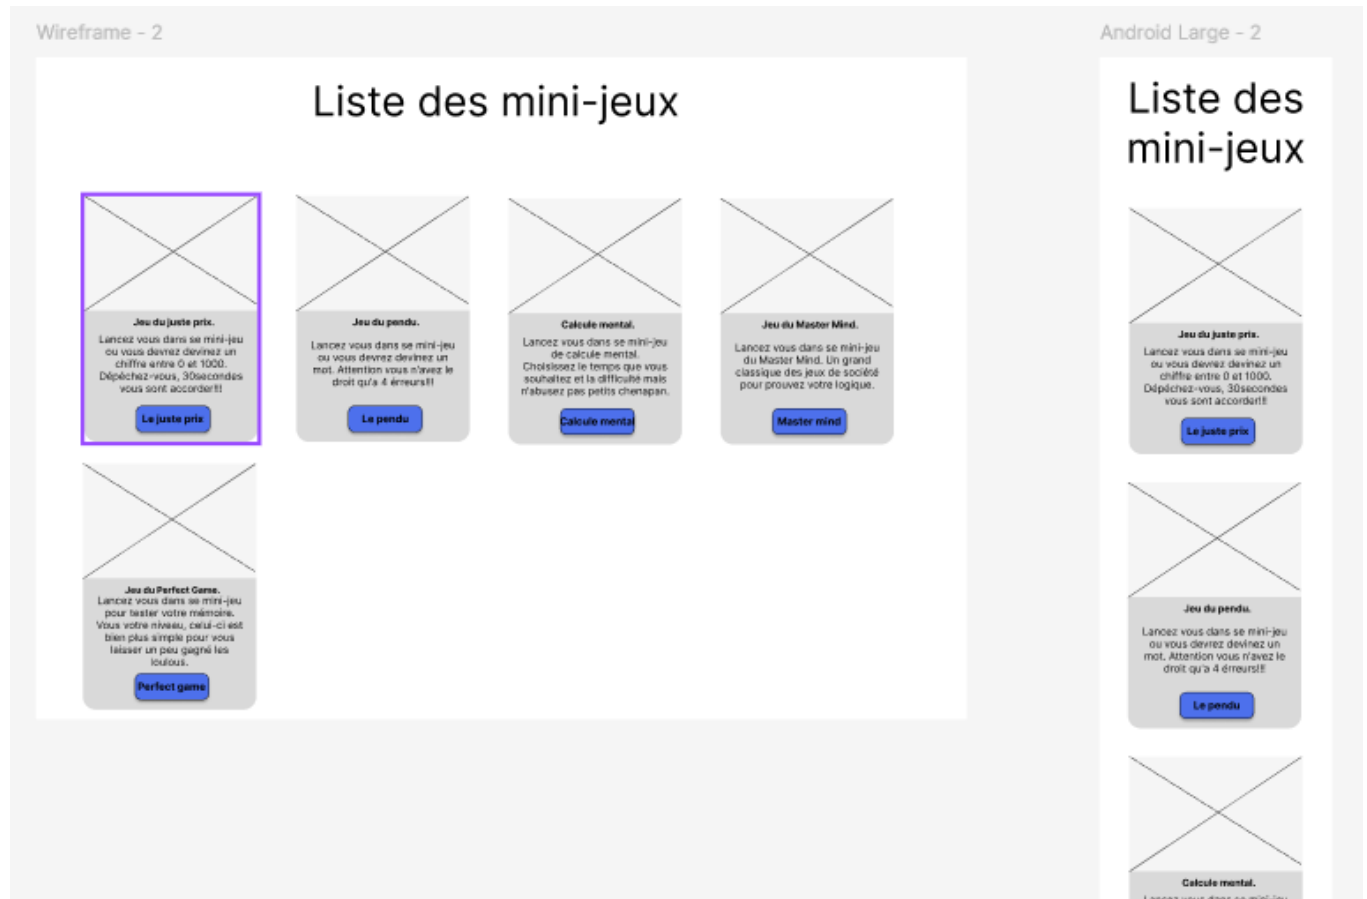 Wireframe - 2
Liste des mini-jeux
Jeu du juste prix.
Lancez vous dans se mini-jeu
ou vous devrez devinez un
chiffre entre 0 et 1000.
Dépêchez-vous, 30secondes
vous sont accorder!!!
Le juste prix
Jeu du pendu.
Lancez vous dans se mini-jeu
ou vous devrez devinez un
mot. Attention vous n'avez le
droit qu'a 4 érreurs!!!
Le pendu
Calcule mental.
Lancez vous dans se mini-jeu
de calcule mental.
Choisissez le temps que vous
souhaitez et la difficulté mais
n'abusez pas petits chenapan.
Calcule mental
Jeu du Master Mind.
Lancez vous dans se mini-jeu
du Master Mind. Un grand
classique des jeux de société
pour prouvez votre logique.
Master mind
Jeu du Perfect Game.
Lancez vous dans se mini-jeu
pour tester votre mémoire.
Vous votre niveau, celui-ci est
bien plus simple pour vous
laisser un peu gagné les
loulous.
Perfect game
Android Large - 2
Liste des
mini-jeux
Jeu du juste prix.
Lancez vous dans se mini-jeu
ou vous devrez devinez un
chiffre entre 0 et 1000.
Dépêchez-vous, 30secondes
vous sont accorder!!!
Le juste prix
Jeu du pendu.
Lancez vous dans se mini-jeu
ou vous devrez devinez un
mot. Attention vous n'avez le
droit qu'a 4 érreurs!!!
Le pendu
Calcule mental.